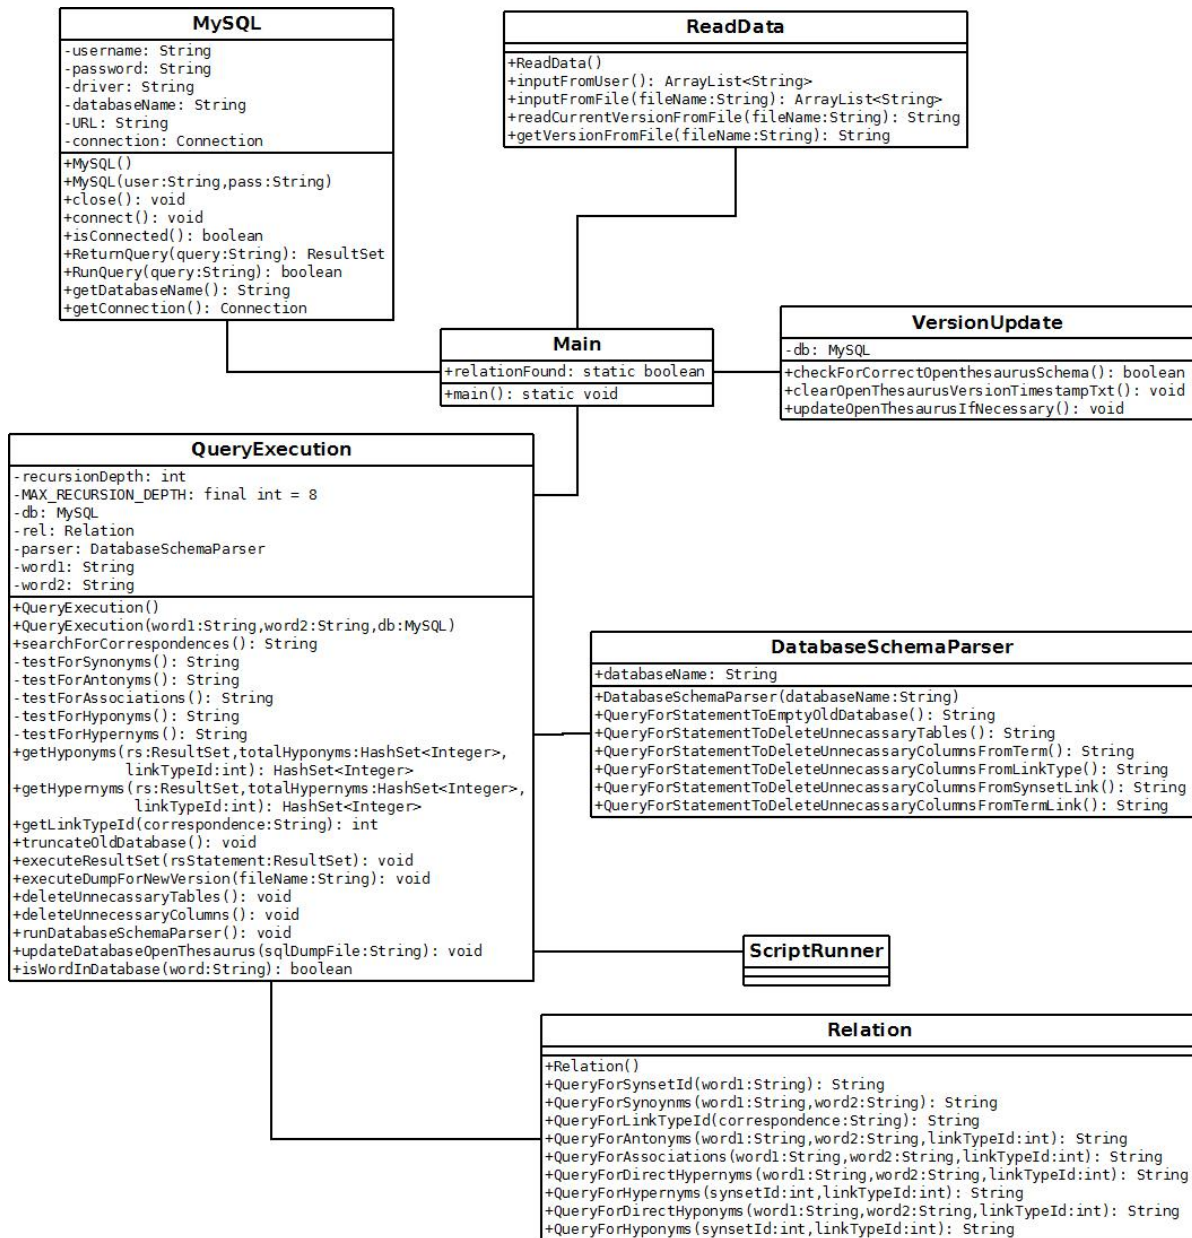 MySQL
-username: String
-password: String
-driver: String
-databaseName: String
-URL: String
-connection: Connection
+MySQL()
+MySQL(user:String,pass:String)
+close(): void
+connect(): void
+isConnected(): boolean
+ReturnQuery(query:String): ResultSet
+RunQuery(query:String): boolean
+getDatabaseName(): String
+getConnection(): Connection
ReadData
+ReadData()
+inputFromUser(): ArrayList<String>
+inputFromFile(fileName:String): ArrayList<String>
+readCurrentVersionFromFile(fileName:String): String
+getVersionFromFile(fileName:String): String
Main
+relationFound: static boolean
+main(): static void
VersionUpdate
-db: MySQL
+checkForCorrectOpenthesaurusSchema(): boolean
+clearOpenThesaurusVersionTimestampTxt(): void
+updateOpenThesaurusIfNecessary(): void
QueryExecution
-recursionDepth: int
-MAX_RECURSION_DEPTH: final int = 8
-db: MySQL
-rel: Relation
-parser: DatabaseSchemaParser
-word1: String
-word2: String
+QueryExecution()
+QueryExecution(word1:String,word2:String,db:MySQL)
+searchForCorrespondences(): String
-testForSynonyms(): String
-testForAntonyms(): String
-testForAssociations(): String
-testForHyponyms(): String
-testForHypernyms(): String
+getHyponyms(rs:ResultSet,totalHyponyms:HashSet<Integer>,
linkTypeId:int): HashSet<Integer>
+getHypernyms(rs:ResultSet,totalHypernyms:HashSet<Integer>,
linkTypeId:int): HashSet<Integer>
+getLinkTypeId(correspondence:String): int
+truncateOldDatabase(): void
+executeResultSet(rsStatement:ResultSet): void
+executeDumpForNewVersion(fileName:String): void
+deleteUnnecassaryTables(): void
+deleteUnnecessaryColumns(): void
+runDatabaseSchemaParser(): void
+updateDatabaseOpenThesaurus(sqlDumpFile:String): void
+isWordInDatabase(word:String): boolean
DatabaseSchemaParser
+databaseName: String
+DatabaseSchemaParser(databaseName:String)
+QueryForStatementToEmptyOldDatabase(): String
+QueryForStatementToDeleteUnnecassaryTables(): String
+QueryForStatementToDeleteUnnecassaryColumnsFromTerm(): String
+QueryForStatementToDeleteUnnecassaryColumnsFromLinkType(): String
+QueryForStatementToDeleteUnnecassaryColumnsFromSynsetLink(): String
+QueryForStatementToDeleteUnnecassaryColumnsFromTermLink(): String
ScriptRunner
Relation
+Relation()
+QueryForSynsetId(word1:String): String
+QueryForSynoynms(word1:String,word2:String): String
+QueryForLinkTypeId(correspondence:String): String
+QueryForAntonyms(word1:String,word2:String,linkTypeId:int): String
+QueryForAssociations(word1:String,word2:String,linkTypeId:int): String
+QueryForDirectHypernyms(word1:String,word2:String,linkTypeId:int): String
+QueryForHypernyms(synsetId:int,linkTypeId:int): String
+QueryForDirectHyponyms(word1:String,word2:String,linkTypeId:int): String
+QueryForHyponyms(synsetId:int,linkTypeId:int): String